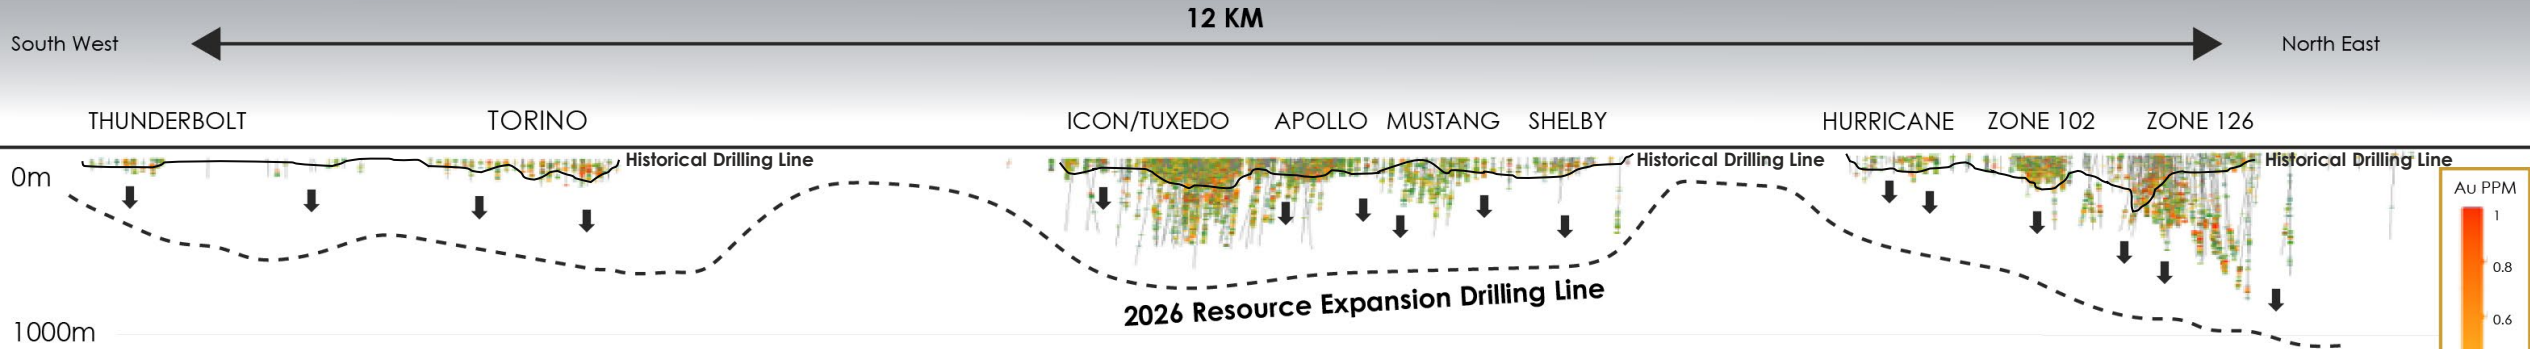 12 KM
South West
North East
THUNDERBOLT
TORINO
ICON/TUXEDO
APOLLO
MUSTANG
SHELBY
HURRICANE
ZONE 102
ZONE 126
Historical Drilling Line
Historical Drilling Line
Historical Drilling Line
0m
Au PPM
1
0.8
0.6
2026 Resource Expansion Drilling Line
1000m